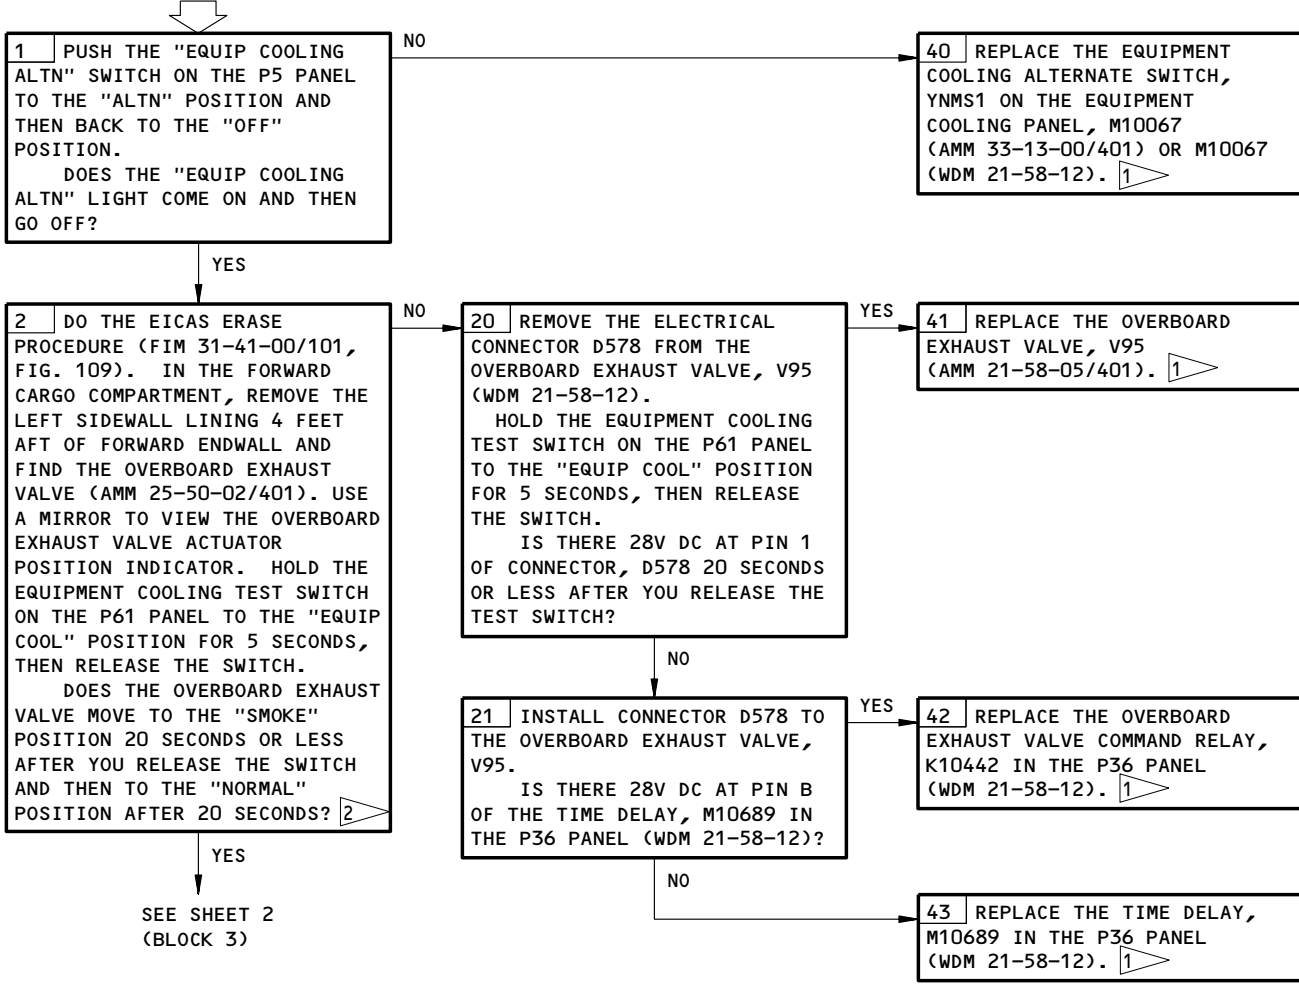 1 PUSH THE "EQUIP COOLING
ALTN" SWITCH ON THE P5 PANEL
TO THE "ALTN" POSITION AND
THEN BACK TO THE "OFF"
POSITION.
DOES THE "EQUIP COOLING
ALTN" LIGHT COME ON AND THEN
GO OFF?
NO
40 REPLACE THE EQUIPMENT
COOLING ALTERNATE SWITCH,
YNMS1 ON THE EQUIPMENT
COOLING PANEL, M10067
(AMM 33-13-00/401) OR M10067
(WDM 21-58-12). 1
YES
2 DO THE EICAS ERASE
PROCEDURE (FIM 31-41-00/101,
FIG. 109). IN THE FORWARD
CARGO COMPARTMENT, REMOVE THE
LEFT SIDEWALL LINING 4 FEET
AFT OF FORWARD ENDWALL AND
FIND THE OVERBOARD EXHAUST
VALVE (AMM 25-50-02/401). USE
A MIRROR TO VIEW THE OVERBOARD
EXHAUST VALVE ACTUATOR
POSITION INDICATOR. HOLD THE
EQUIPMENT COOLING TEST SWITCH
ON THE P61 PANEL TO THE "EQUIP
COOL" POSITION FOR 5 SECONDS,
THEN RELEASE THE SWITCH.
DOES THE OVERBOARD EXHAUST
VALVE MOVE TO THE "SMOKE"
POSITION 20 SECONDS OR LESS
AFTER YOU RELEASE THE SWITCH
AND THEN TO THE "NORMAL"
POSITION AFTER 20 SECONDS? 2
NO
20 REMOVE THE ELECTRICAL
CONNECTOR D578 FROM THE
OVERBOARD EXHAUST VALVE, V95
(WDM 21-58-12).
HOLD THE EQUIPMENT COOLING
TEST SWITCH ON THE P61 PANEL
TO THE "EQUIP COOL" POSITION
FOR 5 SECONDS, THEN RELEASE
THE SWITCH.
IS THERE 28V DC AT PIN 1
OF CONNECTOR, D578 20 SECONDS
OR LESS AFTER YOU RELEASE THE
TEST SWITCH?
YES
41 REPLACE THE OVERBOARD
EXHAUST VALVE, V95
(AMM 21-58-05/401). 1
NO
21 INSTALL CONNECTOR D578 TO
THE OVERBOARD EXHAUST VALVE,
V95.
IS THERE 28V DC AT PIN B
OF THE TIME DELAY, M10689 IN
THE P36 PANEL (WDM 21-58-12)?
YES
42 REPLACE THE OVERBOARD
EXHAUST VALVE COMMAND RELAY,
K10442 IN THE P36 PANEL
(WDM 21-58-12). 1
NO
43 REPLACE THE TIME DELAY,
M10689 IN THE P36 PANEL
(WDM 21-58-12). 1
YES
SEE SHEET 2
(BLOCK 3)